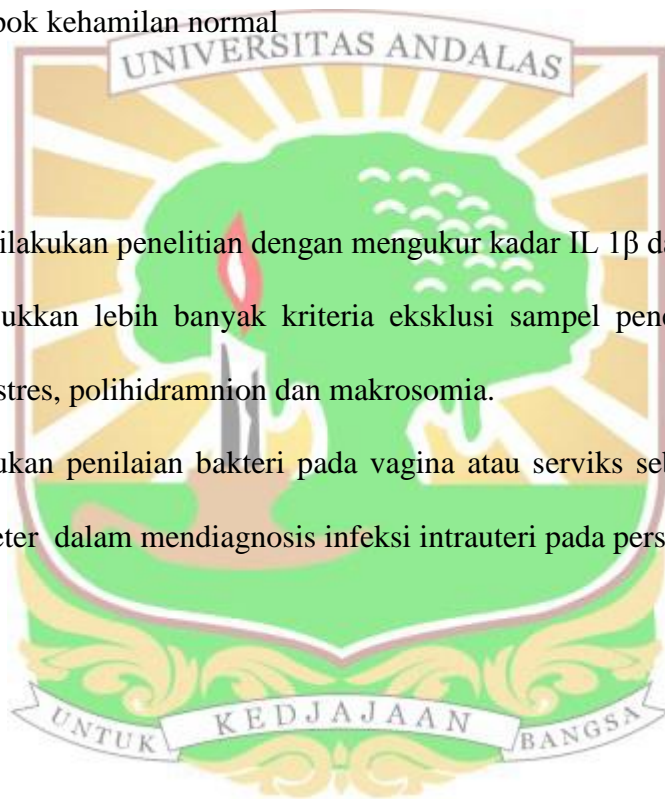 pok kehamilan normal
UNIVERSITAS ANDALAS
ilakukan penelitian dengan mengukur kadar IL 1β da
ukkan lebih banyak kriteria eksklusi sampel pene
stres, polihidramnion dan makrosomia.
ukan penilaian bakteri pada vagina atau serviks seb
eter dalam mendiagnosis infeksi intrauteri pada pers
UNTUK KEDJAJAAN BANGSA